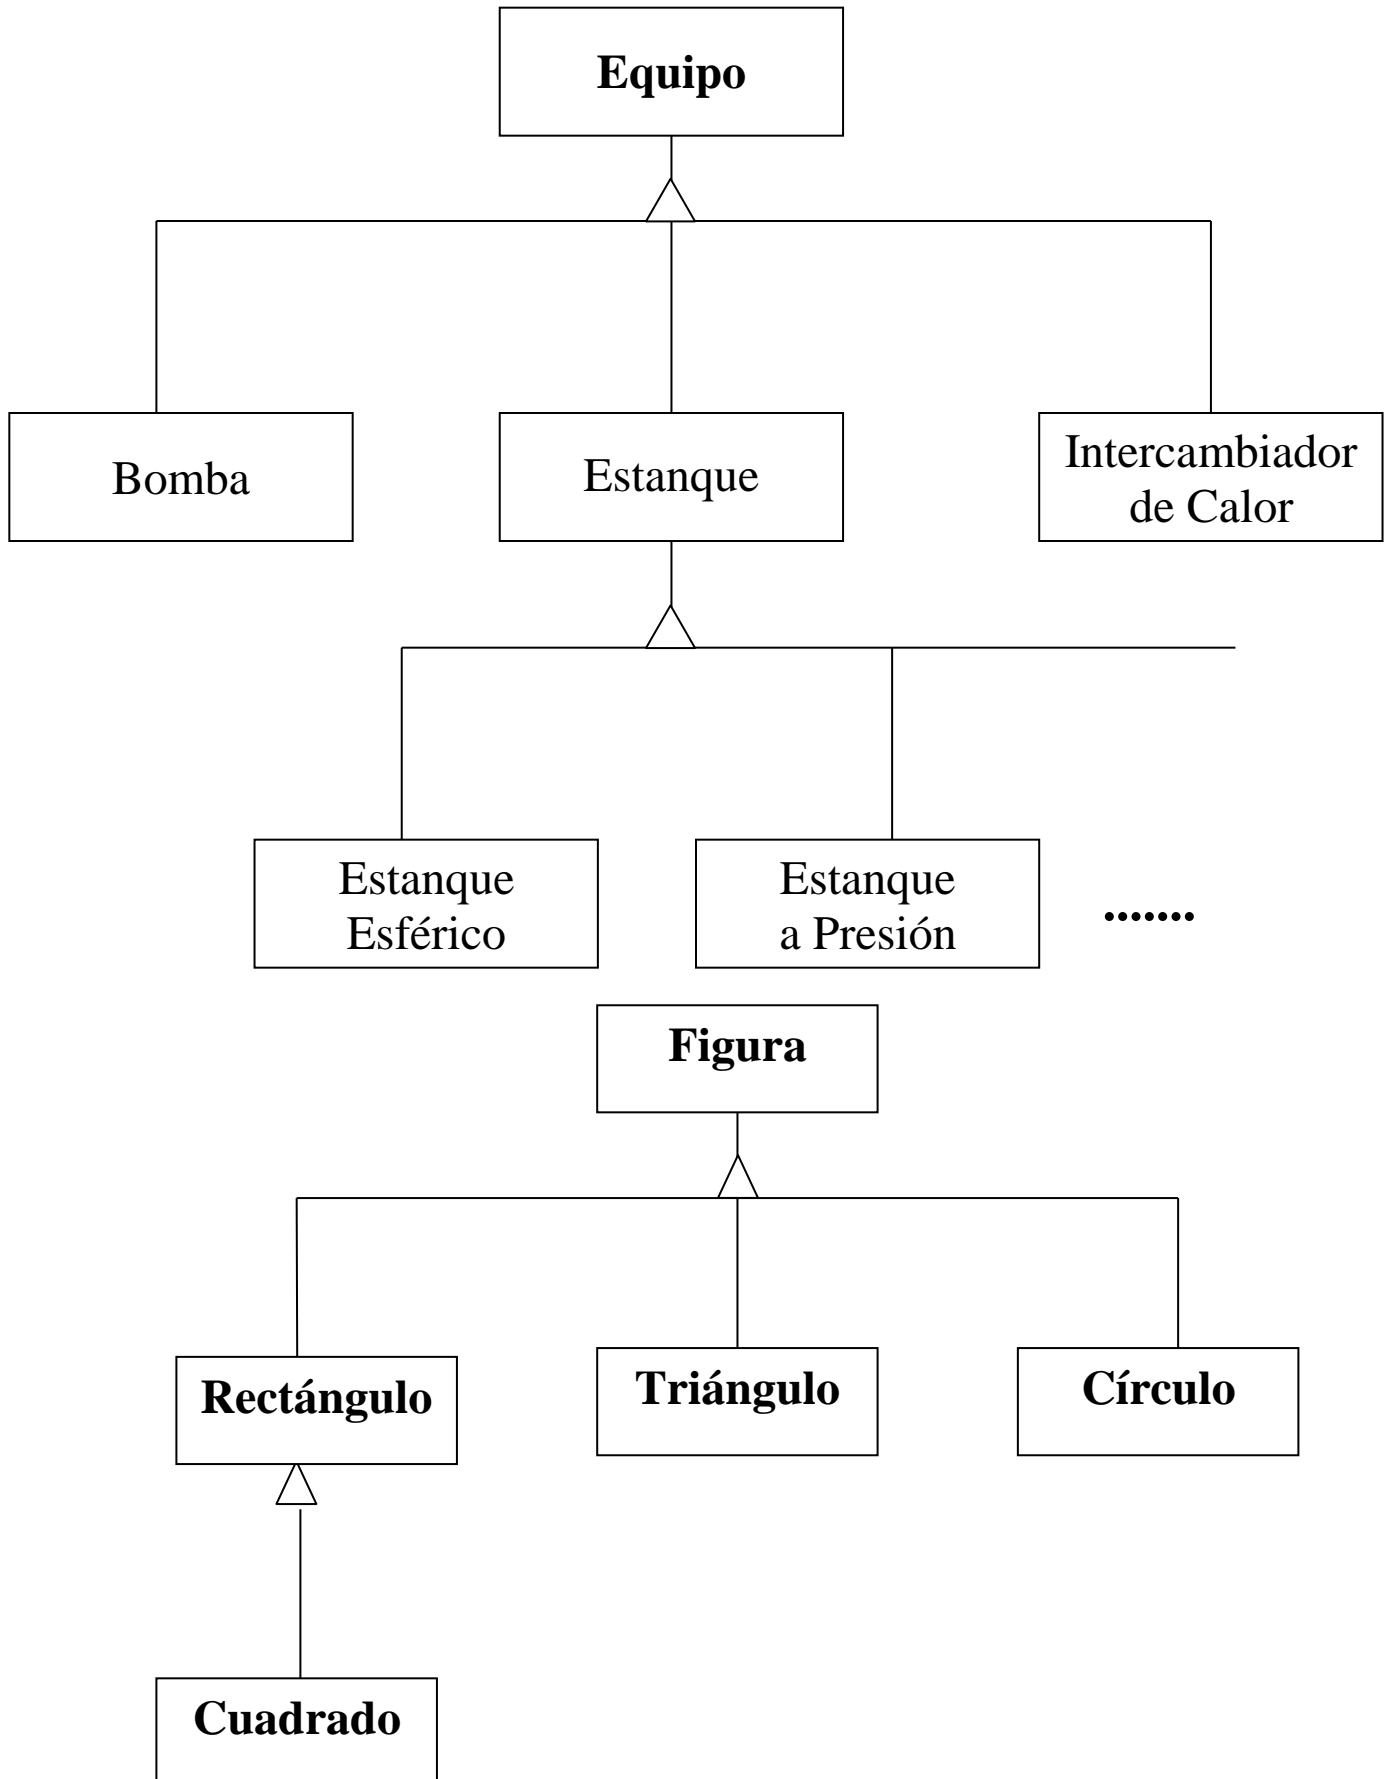 Equipo
Bomba
Estanque
Intercambiador
de Calor
Estanque
Esférico
Estanque
a Presión
.......
Figura
Rectángulo
Triángulo
Círculo
Cuadrado